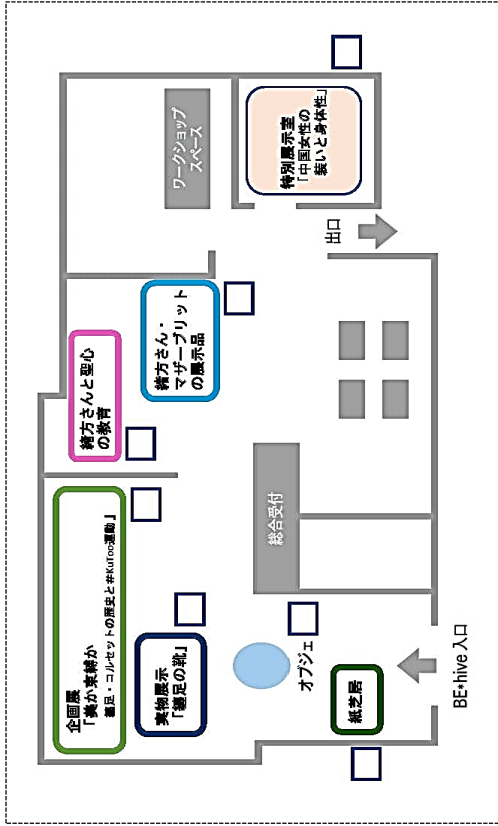 企画展
「美か束縛か
纏足・コルセットの歴史と#KuToo運動」
緒方さんと聖心
の教育
ワークショップ
スペース
特別展示室
「中国女性の
装いと身体性」
実物展示
「纏足の靴」
緒方さん・
マザーブリット
の展示品
出口
総合受付
オブジェ
紙芝居
BE*hive 入口